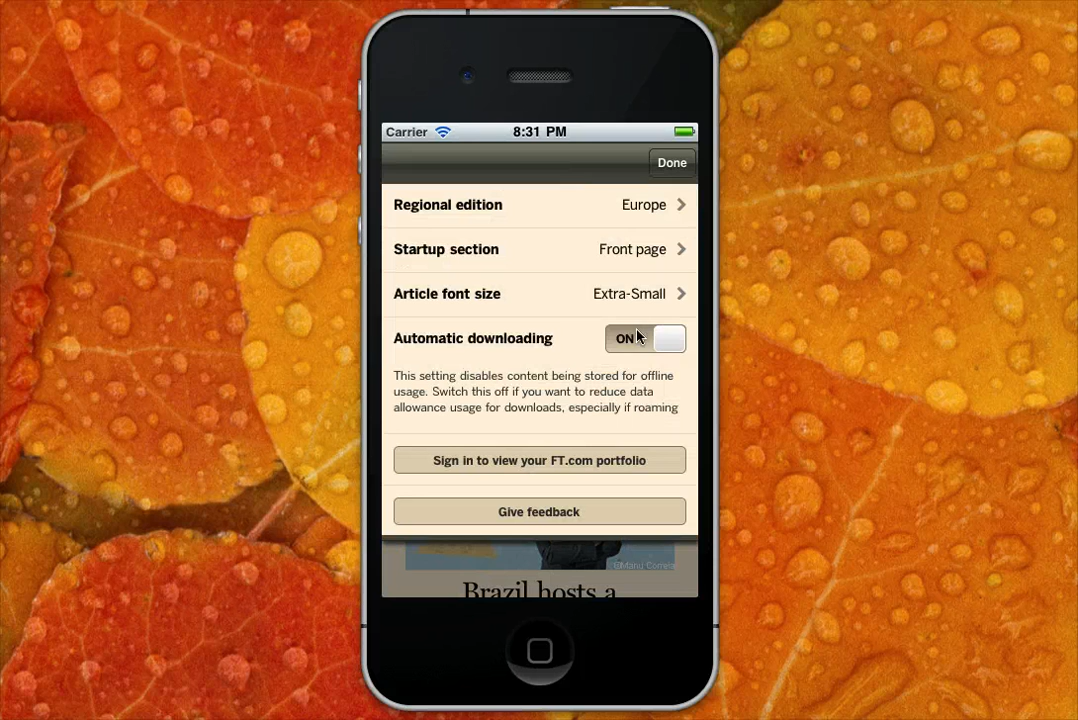 Carrier 8:31 PM
Done
Regional edition Europe
Startup section Front page
Article font size Extra-Small
Automatic downloading ON
This setting disables content being stored for offline
usage. Switch this off if you want to reduce data
allowance usage for downloads, especially if roaming
Sign in to view your FT.com portfolio
Give feedback
©Manu Correia
Brazil hosts a